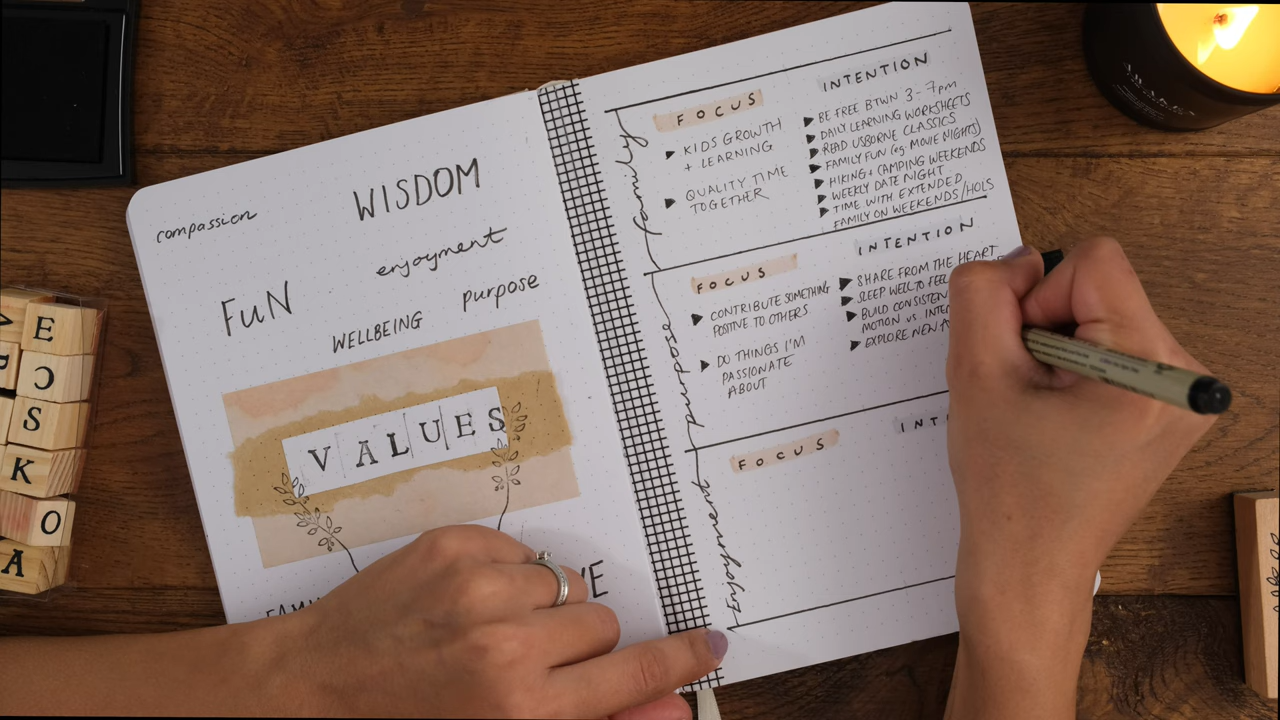 compassion
WISDOM
enjoyment
FUN
purpose
WELLBEING
VALUES
FOCUS
KIDS GROWTH
+ LEARNING
QUALITY TIME
TOGETHER
INTENTION
BE FREE BTWN 3-7pm
DAILY LEARNING WORKSHEETS
READ USBORNE CLASSICS
FAMILY FUN (eg. MOVIE NIGHTS)
HIKING + CAMPING WEEKENDS
WEEKLY DATE NIGHT
TIME WITH EXTENDED
FAMILY ON WEEKENDS/HOLS
family
FOCUS
CONTRIBUTE SOMETHING
POSITIVE TO OTHERS
DO THINGS I'M
PASSIONATE
ABOUT
INTENTION
SHARE FROM THE HEART
SLEEP WELL TO FEEL
BUILD
MOTION vs.
EXPLORE NEW
purpose
FOCUS
Enjoyment
E
C
S
K
O
A